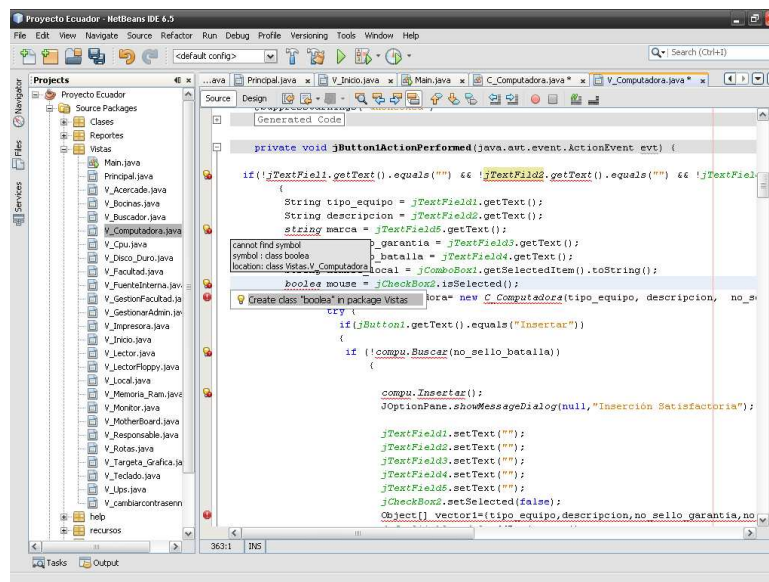 Proyecto Ecuador - NetBeans IDE 6.5
File Edit View Navigate Source Refactor Run Debug Profile Versioning Tools Window Help
<default config>
Search (Ctrl+I)
Projects
...ava Principal.java x V_Inicio.java x Main.java x C_Computadora.java * x V_Computadora.java * x
Navigator
Files
Services
Proyecto Ecuador
Source Packages
Clases
Reportes
Vistas
Main.java
Principal.java
V_Acercade.java
V_Bocinas.java
V_Buscador.java
V_Computadora.java
V_Cpu.java
V_Disco_Duro.java
V_Facultad.java
V_FuenteInterna.java
V_GestionFacultad.ja
V_GestionarAdmin.jav
V_Impresora.java
V_Inicio.java
V_Lector.java
V_LectorFloppy.java
V_Local.java
V_Memoria_Ram.java
V_Monitor.java
V_MotherBoard.java
V_Responsable.java
V_Rotas.java
V_Targeta_Grafica.ja
V_Teclado.java
V_Ups.java
V_cambiarcontrasenn
help
recursos
Source Design
Generated Code
private void jButton1ActionPerformed(java.awt.event.ActionEvent evt) {
if(!jTextFiel1.getText().equals("") && !jTextFild2.getText().equals("") && !jTextFiel
{
String tipo_equipo = jTextField1.getText();
String descripcion = jTextField2.getText();
string marca = jTextField5.getText();
o_garantia = jTextField3.getText();
o_batalla = jTextField4.getText();
local = jComboBox1.getSelectedItem().toString();
boolea mouse = jCheckBox2.isSelected();
dora= new C_Computadora(tipo_equipo, descripcion, no_s
cannot find symbol
symbol : class boolea
location: class Vistas.V_Computadora
Create class "boolea" in package Vistas
try {
if(jButton1.getText().equals("Insertar"))
{
if (!compu.Buscar(no_sello_batalla))
{
compu.Insertar();
JOptionPane.showMessageDialog(null,"Inserción Satisfactoria");
jTextField1.setText("");
jTextField2.setText("");
jTextField3.setText("");
jTextField4.setText("");
jTextField5.setText("");
jCheckBox2.setSelected(false);
Object[] vector1={tipo_equipo,descripcion,no_sello_garantia,no
363:1 INS
Tasks Output